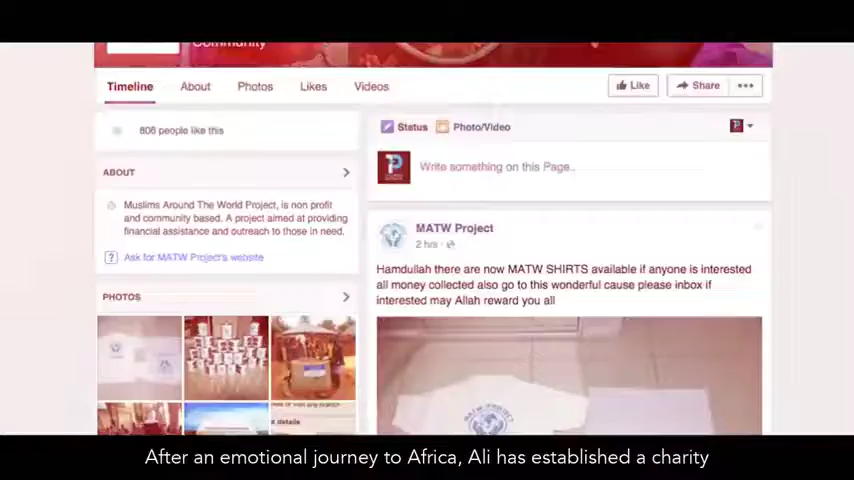 Community
Timeline
About
Photos
Likes
Videos
Like
Share
808 people like this
ABOUT
Muslims Around The World Project, is non profit
and community based. A project aimed at providing
financial assistance and outreach to those in need.
Ask for MATW Project's website
PHOTOS
details
Status
Photo/Video
Write something on this Page..
MATW Project
2 hrs
Hamdullah there are now MATW SHIRTS available if anyone is interested
all money collected also go to this wonderful cause please inbox if
interested may Allah reward you all
MATW PROJECT
After an emotional journey to Africa, Ali has established a charity